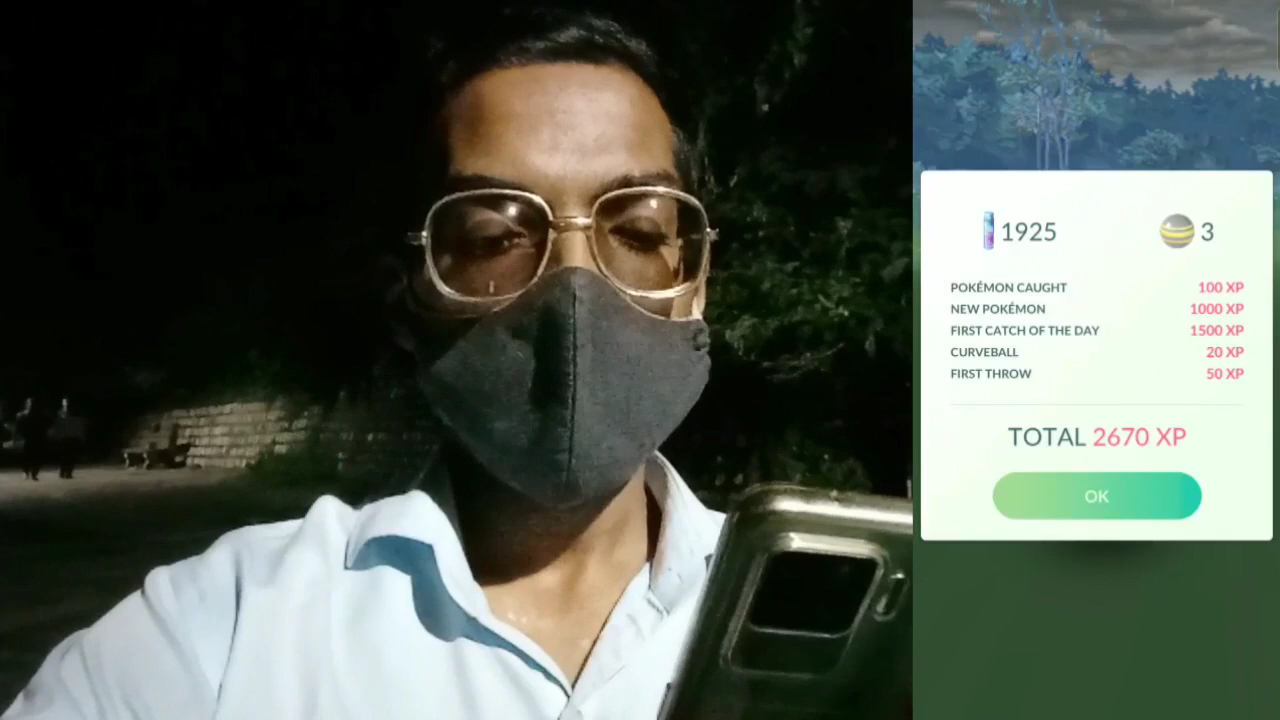 1925 3
POKÉMON CAUGHT 100 XP
NEW POKÉMON 1000 XP
FIRST CATCH OF THE DAY 1500 XP
CURVEBALL 20 XP
FIRST THROW 50 XP
TOTAL 2670 XP
OK